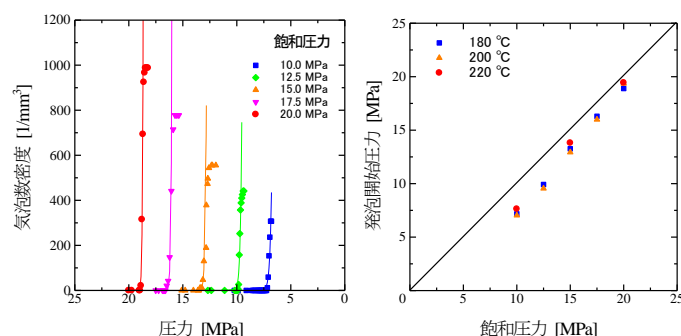 1200
1000
800
600
400
200
0
気泡数密度 [1/mm³]
飽和圧力
10.0 MPa
12.5 MPa
15.0 MPa
17.5 MPa
20.0 MPa
25 20 15 10 5 0
圧力 [MPa]
25
20
15
10
5
0
発泡開始圧力
[MPa]
180 ℃
200 ℃
220 ℃
0 5 10 15 20 25
飽和圧力 [MPa]